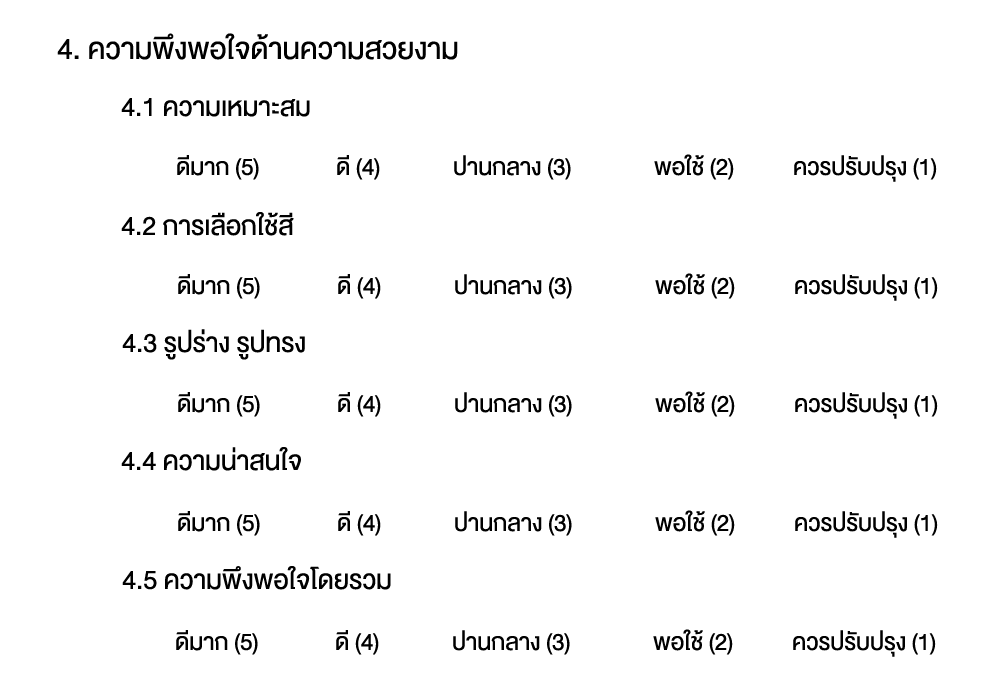 4. ความพึงพอใจด้านความสวยงาม
4.1 ความเหมาะสม
ดีมาก (5) ดี (4) ปานกลาง (3) พอใช้ (2) ควรปรับปรุง (1)
4.2 การเลือกใช้สี
ดีมาก (5) ดี (4) ปานกลาง (3) พอใช้ (2) ควรปรับปรุง (1)
4.3 รูปร่าง รูปทรง
ดีมาก (5) ดี (4) ปานกลาง (3) พอใช้ (2) ควรปรับปรุง (1)
4.4 ความน่าสนใจ
ดีมาก (5) ดี (4) ปานกลาง (3) พอใช้ (2) ควรปรับปรุง (1)
4.5 ความพึงพอใจโดยรวม
ดีมาก (5) ดี (4) ปานกลาง (3) พอใช้ (2) ควรปรับปรุง (1)